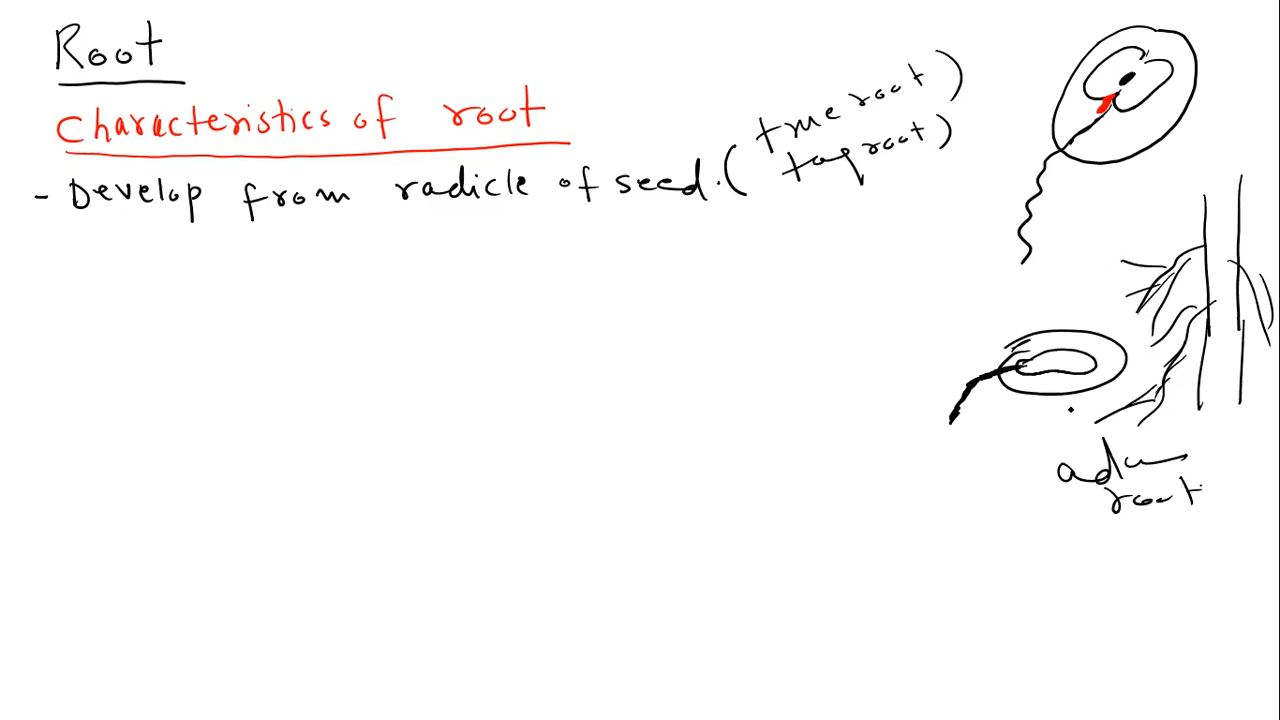 Root
characteristics of root
- Develop from radicle of seed. (true root)
tap root)
adv
root